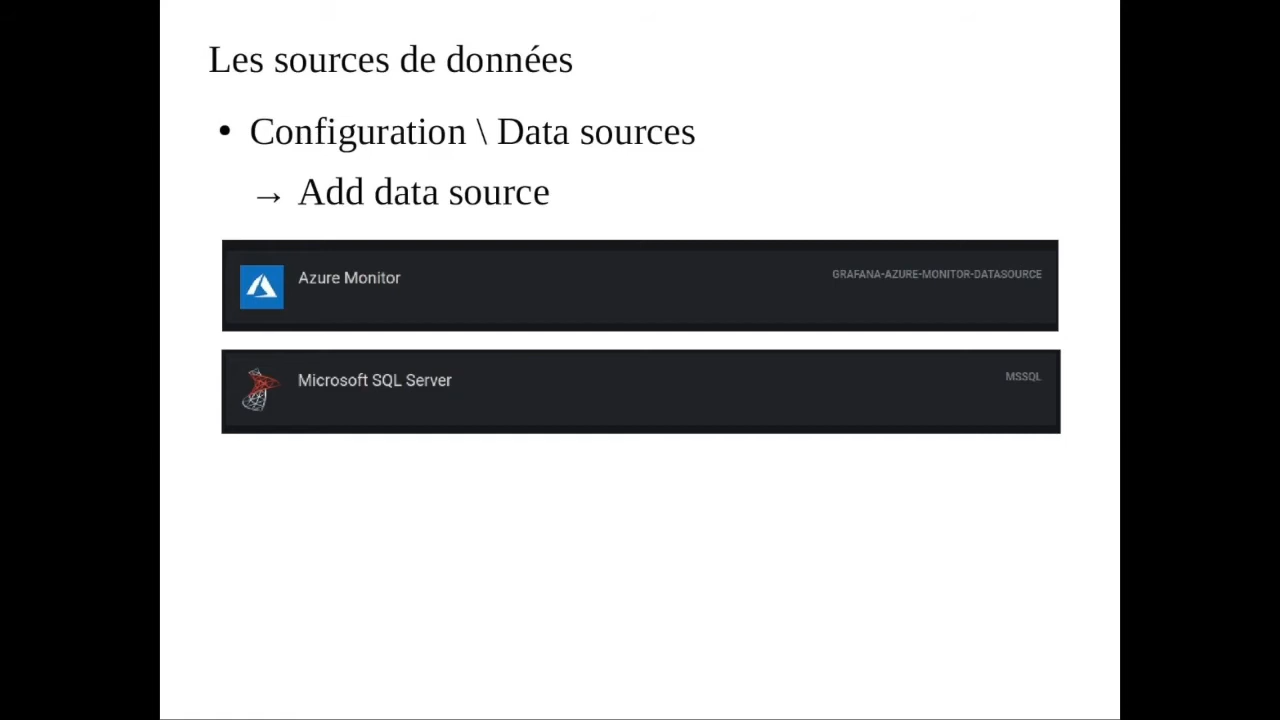 Les sources de données
• Configuration \ Data sources
→ Add data source
Azure Monitor GRAFANA-AZURE-MONITOR-DATASOURCE
Microsoft SQL Server MSSQL